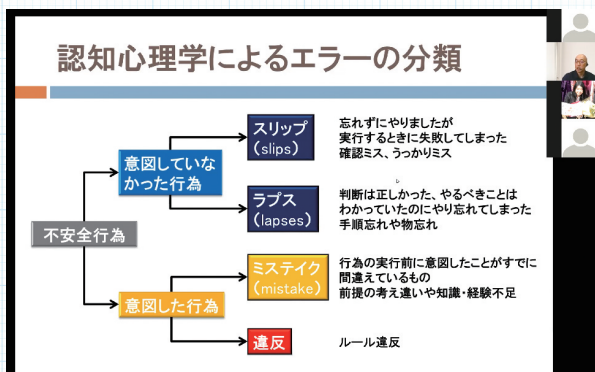 認知心理学によるエラーの分類
スリップ
(slips)
忘れずにやりましたが
実行するときに失敗してしまった
確認ミス、うっかりミス
意図していな
かった行為
ラプス
(lapses)
判断は正しかった、やるべきことは
わかっていたのにやり忘れてしまった
手順忘れや物忘れ
不安全行為
ミステイク
(mistake)
行為の実行前に意図したことがすでに
間違えているもの
前提の考え違いや知識・経験不足
意図した行為
違反
ルール違反